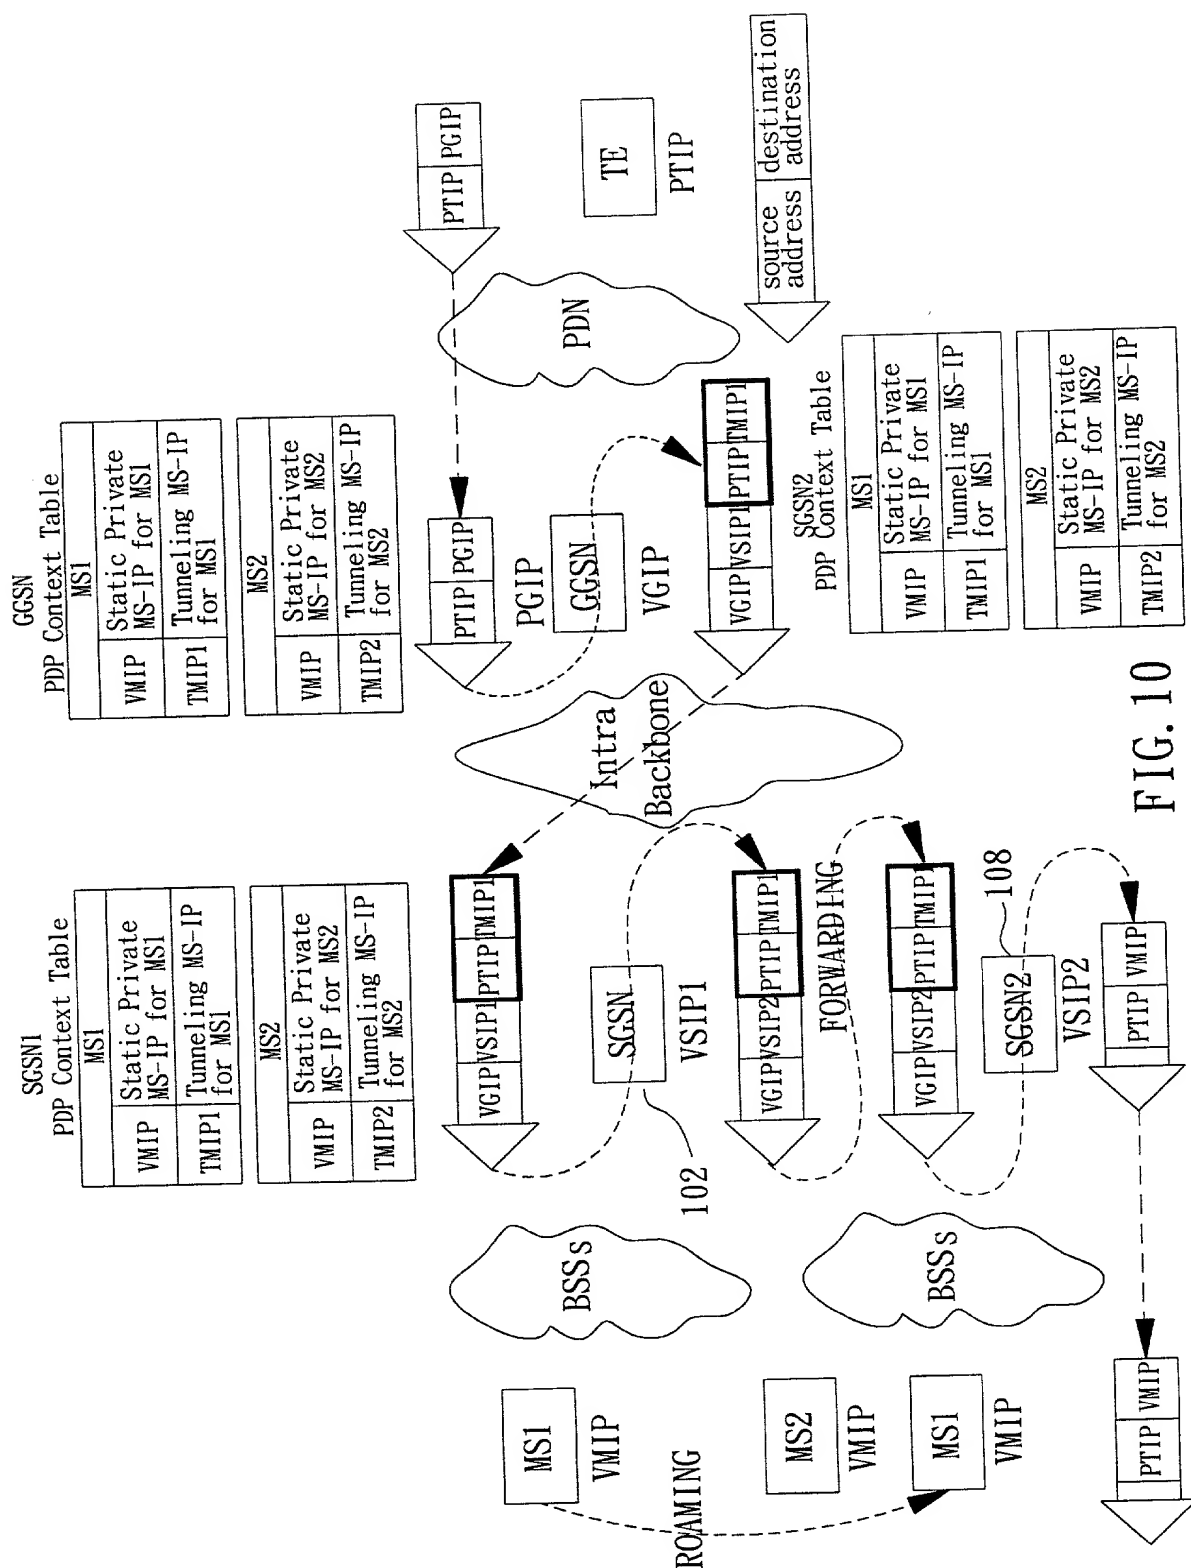 SGSN1
PDP Context Table
MS1
VMIP
Static Private
MS-IP for MS1
TMIP1
Tunneling MS-IP
for MS1
MS2
VMIP
Static Private
MS-IP for MS2
TMIP2
Tunneling MS-IP
for MS2
GGSN
PDP Context Table
MS1
VMIP
Static Private
MS-IP for MS1
TMIP1
Tunneling MS-IP
for MS1
MS2
VMIP
Static Private
MS-IP for MS2
TMIP2
Tunneling MS-IP
for MS2
PTIP PGIP
PTIP PGIP
VGIP VSIP1 PTIP TMIP1
MS1
VMIP
BSSs
102
SGSN
VSIP1
Intra
Backbone
PGIP
GGSN
VGIP
PDN
TE
PTIP
ROAMING
VGIP VSIP1 PTIP TMIP1
source
address
destination
address
MS2
VMIP
VGIP VSIP2 PTIP TMIP1
FORWARDING
SGSN2
PDP Context Table
MS1
VMIP
Static Private
MS-IP for MS1
TMIP1
Tunneling MS-IP
for MS1
MS2
VMIP
Static Private
MS-IP for MS2
TMIP2
Tunneling MS-IP
for MS2
MS1
VMIP
BSSs
VGIP VSIP2 PTIP TMIP1
108
SGSN2
VSIP2
PTIP VMIP
PTIP VMIP
FIG. 10